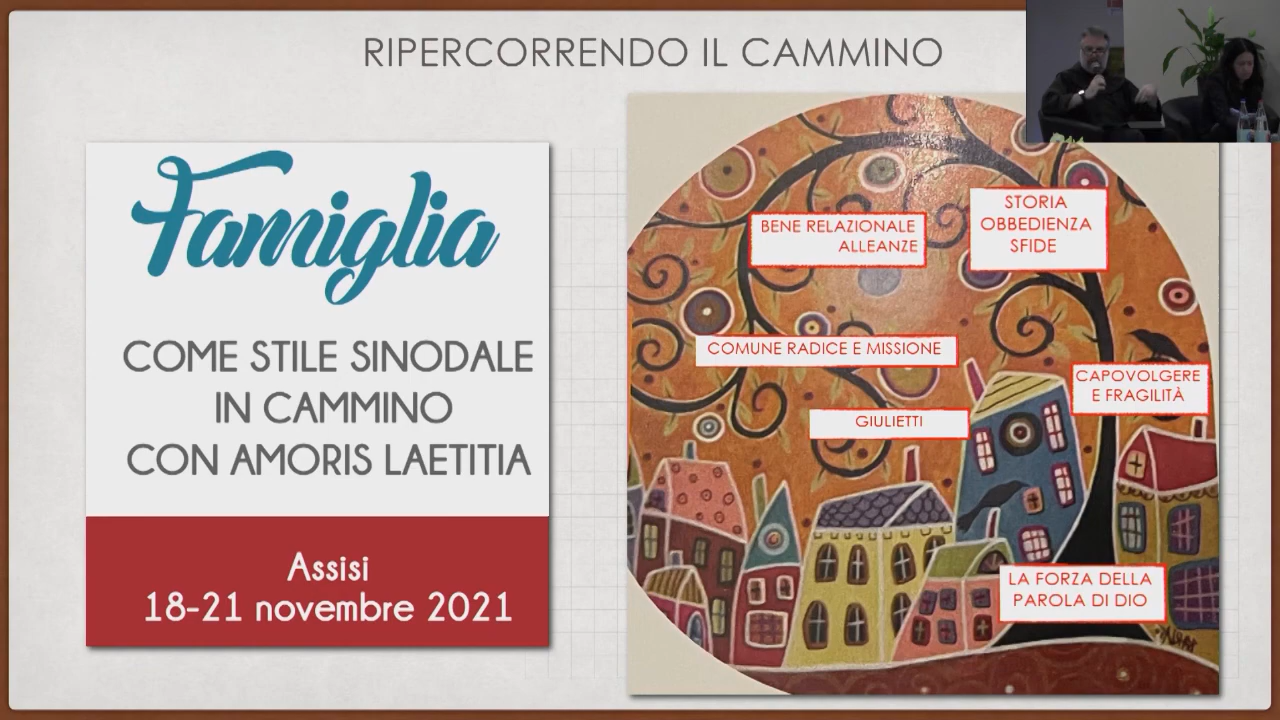 RIPERCORRENDO IL CAMMINO
Famiglia
COME STILE SINODALE
IN CAMMINO
CON AMORIS LAETITIA
Assisi
18-21 novembre 2021
BENE RELAZIONALE
ALLEANZE
STORIA
OBBEDIENZA
SFIDE
COMUNE RADICE E MISSIONE
CAPOVOLGERE
E FRAGILITÀ
GIULIETTI
LA FORZA DELLA
PAROLA DI DIO